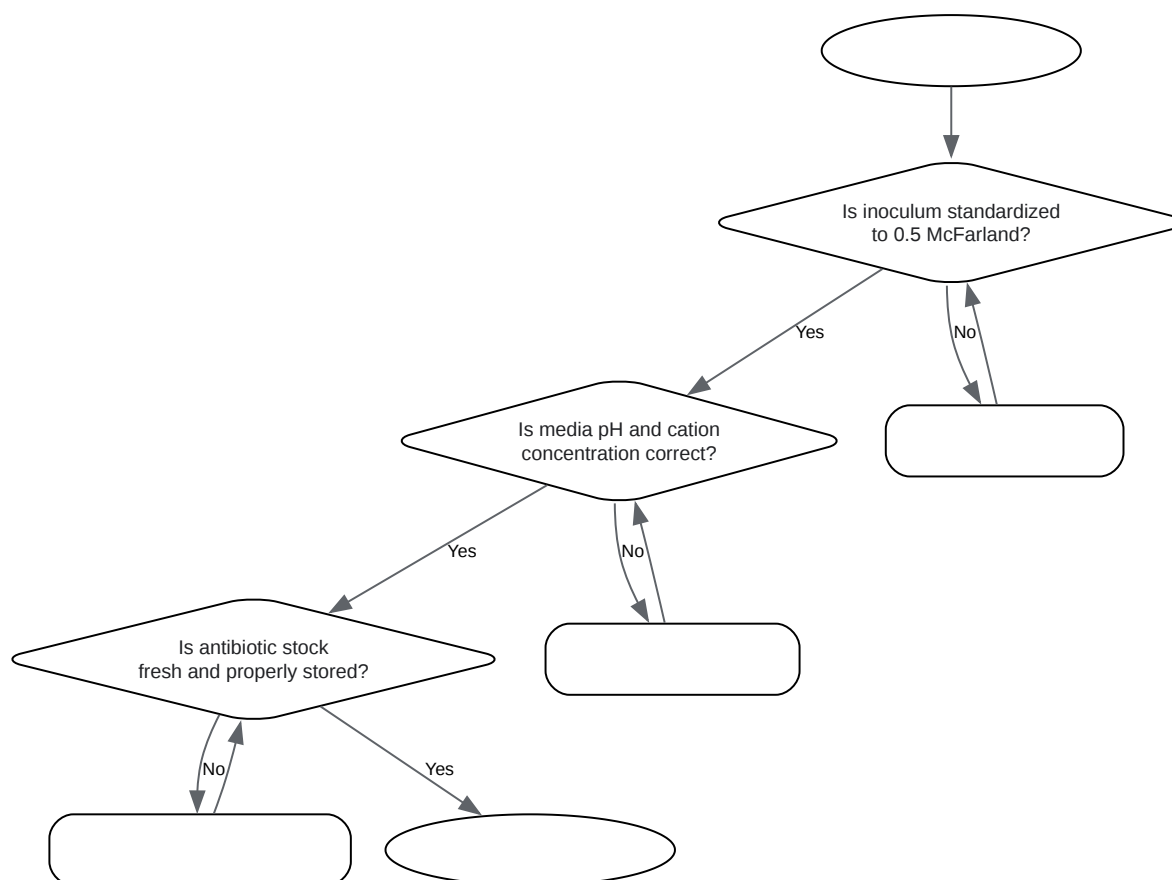 Is inoculum standardized
to 0.5 McFarland?
Yes
No
Is media pH and cation
concentration correct?
Yes
No
Is antibiotic stock
fresh and properly stored?
No
Yes